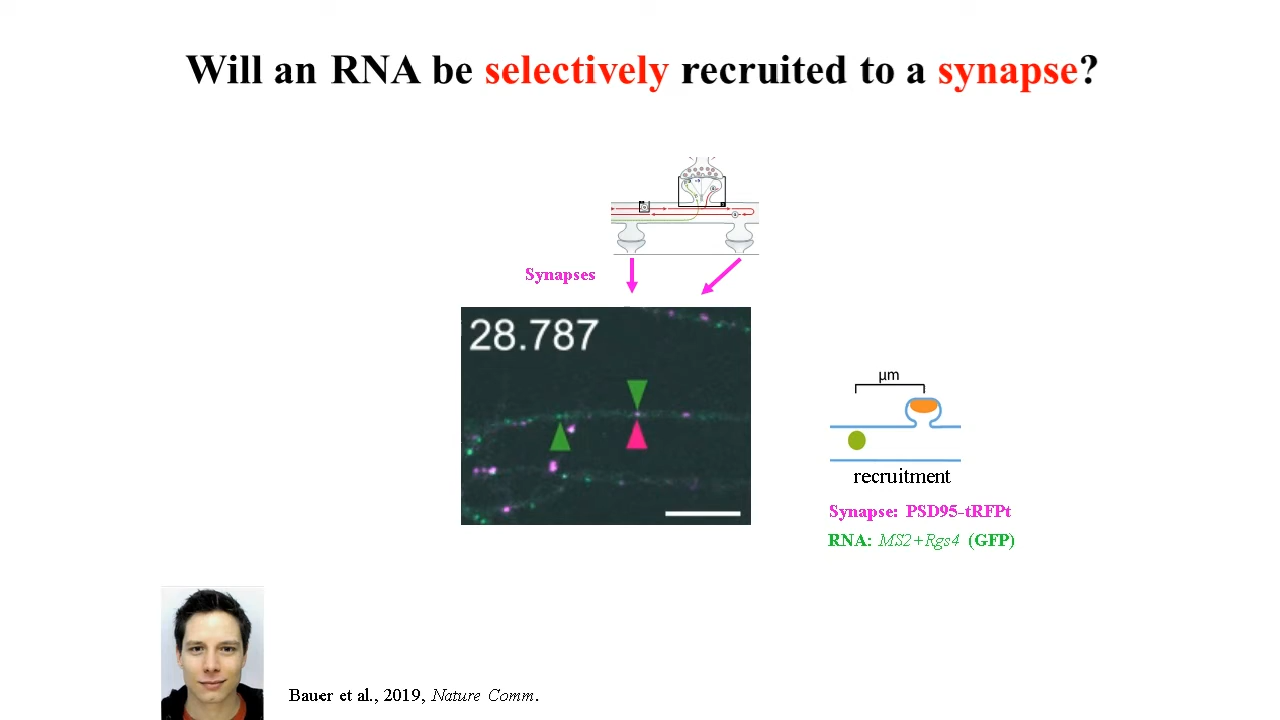 Will an RNA be selectively recruited to a synapse?
Synapses
28.787
µm
recruitment
Synapse: PSD95-tRFPt
RNA: MS2+Rgs4 (GFP)
Bauer et al., 2019, Nature Comm.